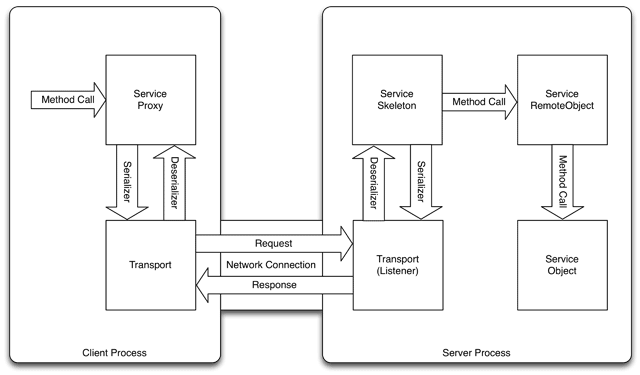 Method Call
Service
Proxy
Serializer
Deserializer
Transport
Client Process
Request
Network Connection
Response
Service
Skeleton
Method Call
Service
RemoteObject
Deserializer
Serializer
Method Call
Transport
(Listener)
Service
Object
Server Process